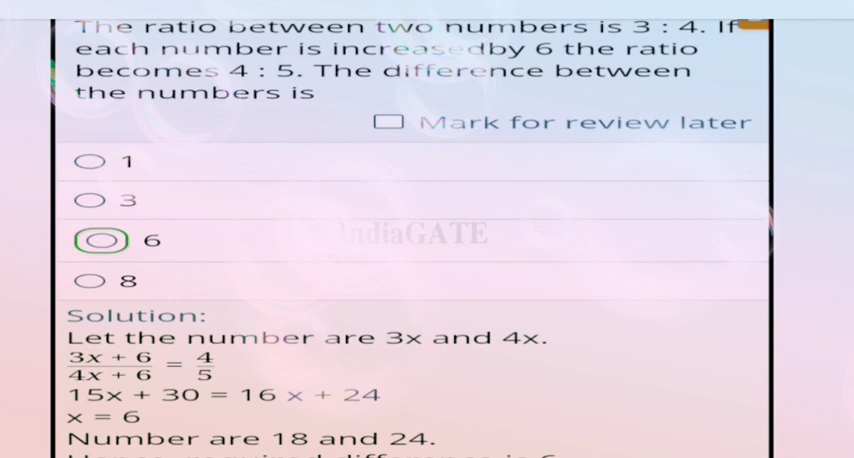 The ratio between two numbers is 3 : 4. If
each number is increased by 6 the ratio
becomes 4 : 5. The difference between
the numbers is
Mark for review later
1
3
6
8
IndiaGATE
Solution:
Let the number are 3x and 4x.
3x + 6 / 4x + 6 = 4 / 5
15x + 30 = 16 x + 24
x = 6
Number are 18 and 24.